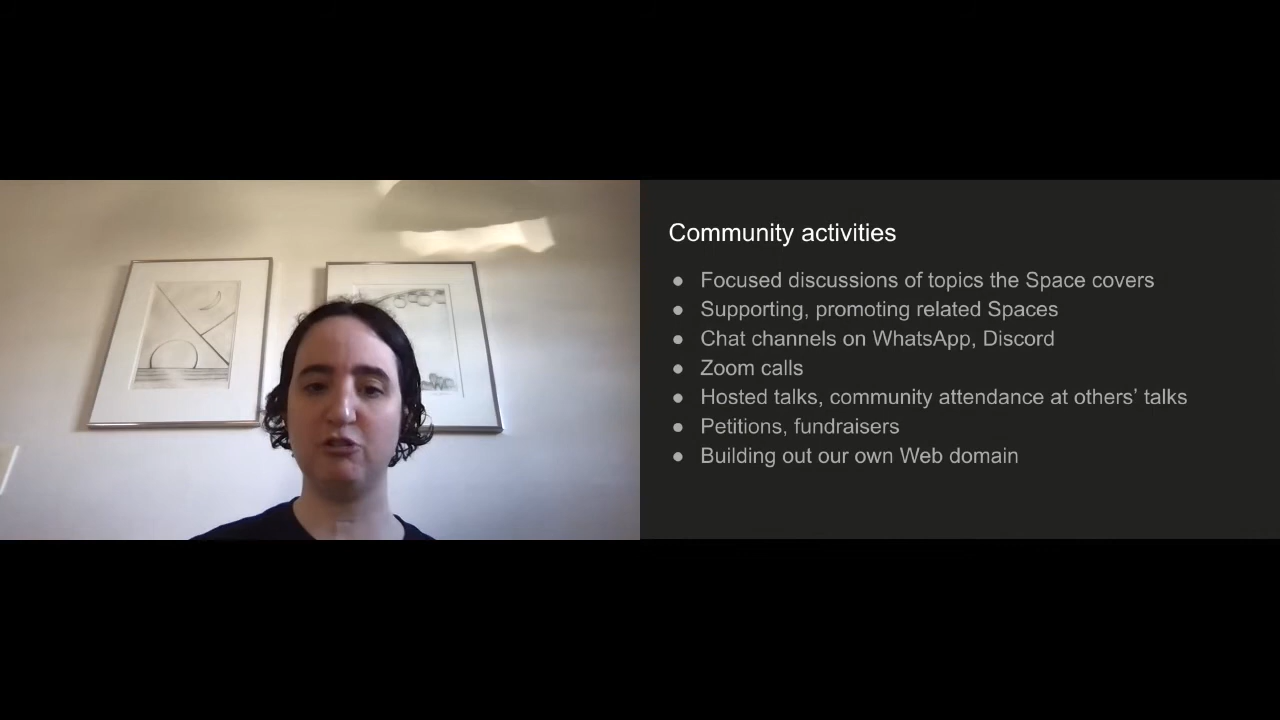 Community activities
● Focused discussions of topics the Space covers
● Supporting, promoting related Spaces
● Chat channels on WhatsApp, Discord
● Zoom calls
● Hosted talks, community attendance at others’ talks
● Petitions, fundraisers
● Building out our own Web domain